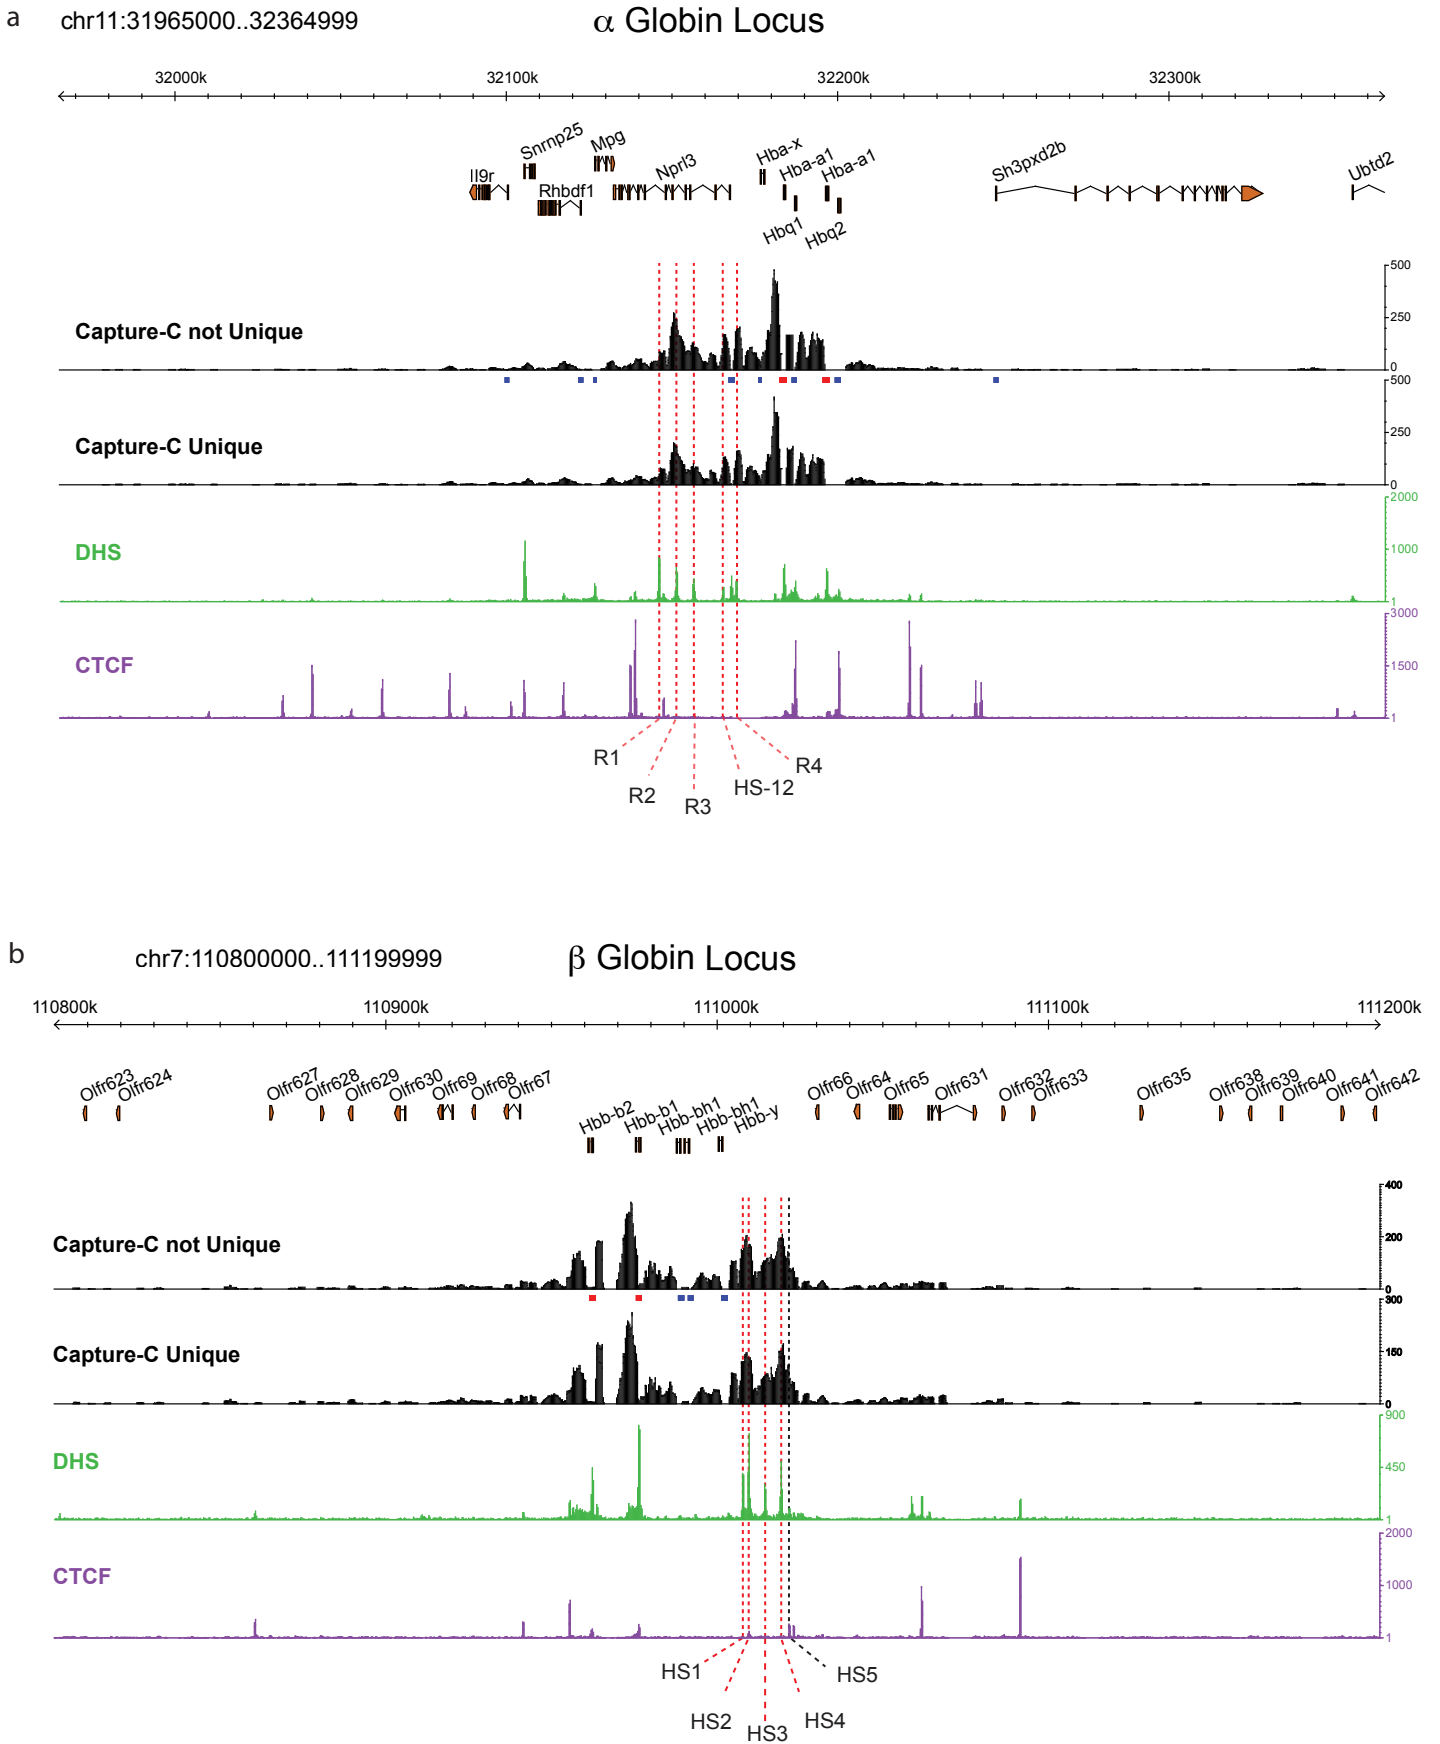 a chr11:31965000..32364999 α Globin Locus
32000k 32100k 32200k 32300k
Il9r Snrnp25 Rhbdf1 Mpg Nprl3 Hba-x Hba-a1 Hba-a1 Sh3pxd2b Ubtd2
Hbq1 Hbq2
500
Capture-C not Unique 250
0
500
Capture-C Unique 250
0
2000
DHS 1000
1
3000
CTCF 1500
1
R1 R4
R2 R3 HS-12
b chr7:110800000..111199999 β Globin Locus
110800k 110900k 111000k 111100k 111200k
Olfr623 Olfr624 Olfr627 Olfr628 Olfr629 Olfr630 Olfr69 Olfr68 Olfr67 Olfr66 Olfr64 Olfr65 Olfr631 Olfr632 Olfr633 Olfr635 Olfr638 Olfr639 Olfr640 Olfr641 Olfr642
Hbb-b2 Hbb-b1 Hbb-bh1 Hbb-bh1 Hbb-y
400
Capture-C not Unique 200
0
300
Capture-C Unique 150
0
900
DHS 450
1
2000
CTCF 1000
1
HS1 HS5
HS2 HS3 HS4